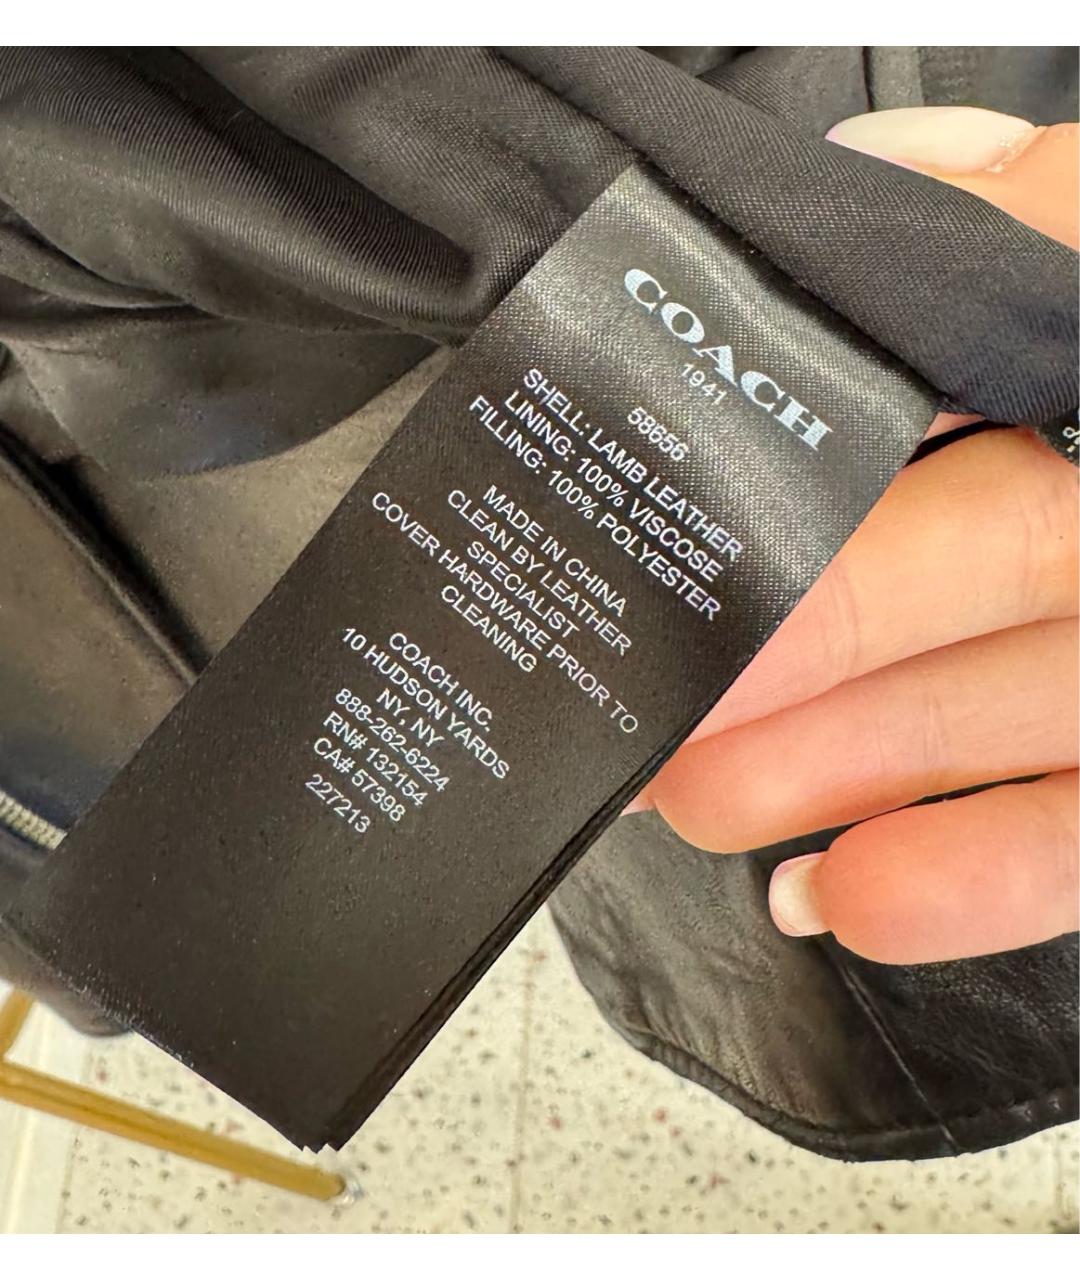 COACH
1941
58656
SHELL: LAMB LEATHER
LINING: 100% VISCOSE
FILLING: 100% POLYESTER
MADE IN CHINA
CLEAN BY LEATHER
SPECIALIST
COVER HARDWARE PRIOR TO
CLEANING
COACH INC.
10 HUDSON YARDS
NY, NY
888-262-6224
RN# 132154
CA# 57398
227213